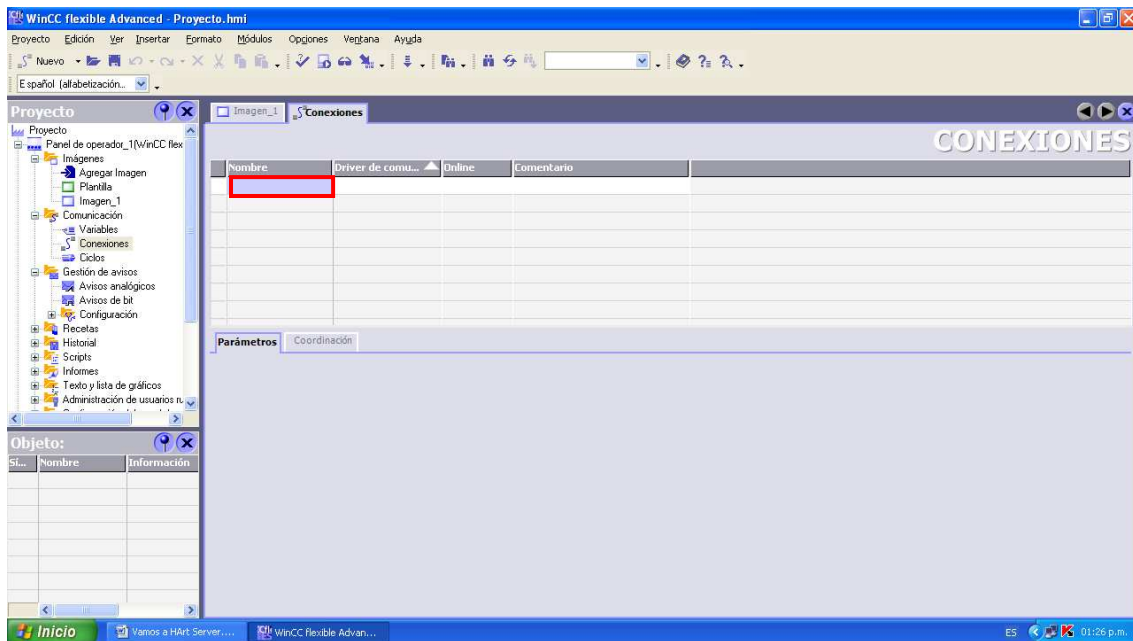 WinCC flexible Advanced - Proyecto.hmi
Proyecto Edición Ver Insertar Formato Módulos Opciones Ventana Ayuda
Nuevo
Español (alfabetización...
Proyecto
Imagen_1 Conexiones
CONEXIONES
Proyecto
Panel de operador_1(WinCC flex
Imágenes
Agregar Imagen
Plantilla
Imagen_1
Comunicación
Variables
Conexiones
Ciclos
Gestión de avisos
Avisos analógicos
Avisos de bit
Configuración
Recetas
Historial
Scripts
Informes
Texto y lista de gráficos
Administración de usuarios ru
Nombre Driver de comu... Online Comentario
Parámetros Coordinación
Objeto:
Sí... Nombre Información
Inicio Vamos a HArt Server.... WinCC flexible Advan... ES 01:26 p.m.